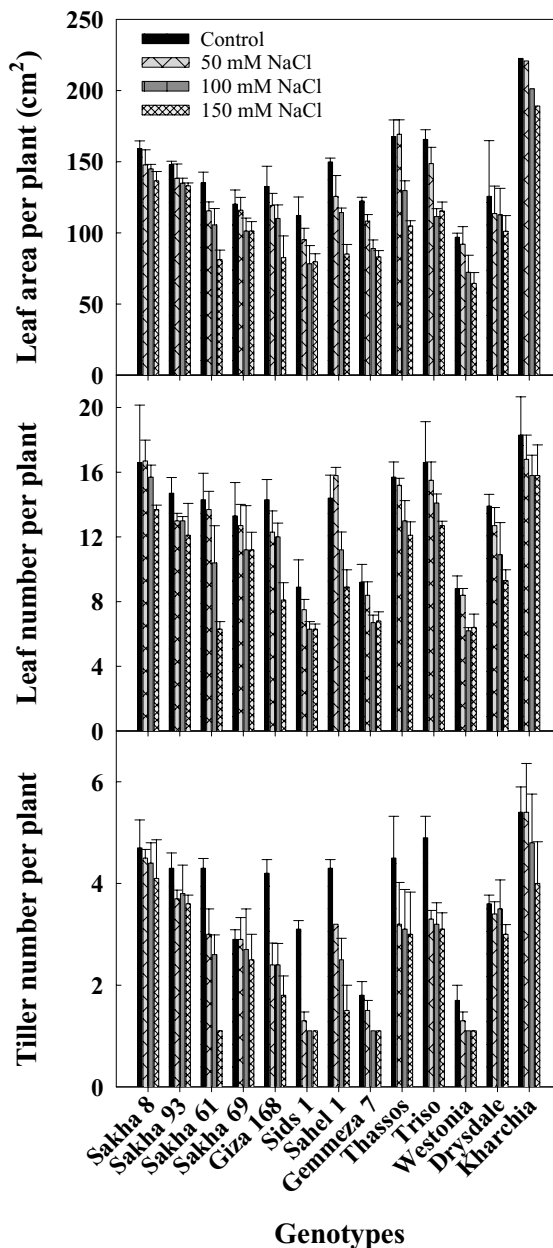 Control
50 mM NaCl
100 mM NaCl
150 mM NaCl
Leaf area per plant (cm²)
250
200
150
100
50
0
Leaf number per plant
20
16
12
8
4
0
Tiller number per plant
6
4
2
0
Sakha 8
Sakha 93
Sakha 61
Sakha 69
Giza 168
Sids 1
Sahel 1
Gemmeza 7
Thassos
Triso
Westonia
Drysdale
Kharchia
Genotypes